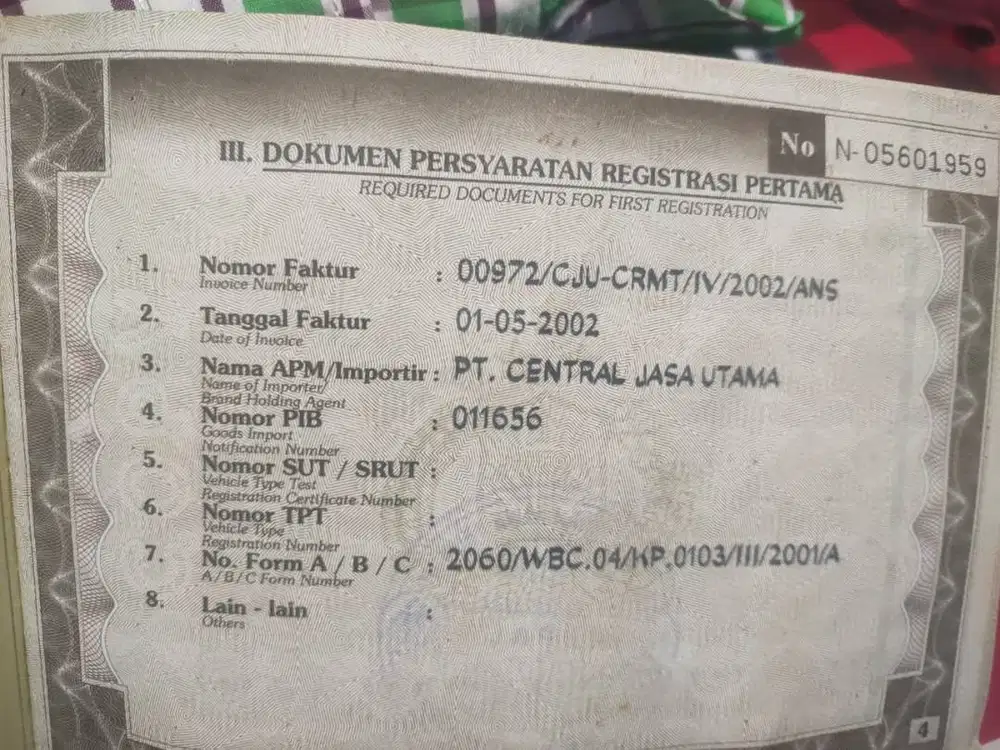 No N-05601959
III. DOKUMEN PERSYARATAN REGISTRASI PERTAMA
REQUIRED DOCUMENTS FOR FIRST REGISTRATION
1. Nomor Faktur : 00972/CJU-CRMT/IV/2002/ANS
Invoice Number
2. Tanggal Faktur : 01-05-2002
Date of Invoice
3. Nama APM/Importir : PT. CENTRAL JASA UTAMA
Name of Importer/
Brand Holding Agent
4. Nomor PIB : 011656
Goods Import
Notification Number
5. Nomor SUT / SRUT :
Vehicle Type Test
Registration Certificate Number
6. Nomor TPT :
Vehicle Type
Registration Number
7. No. Form A / B / C : 2060/WBC.04/KP.0103/III/2001/A
A/B/C Form Number
8. Lain - lain :
Others
4